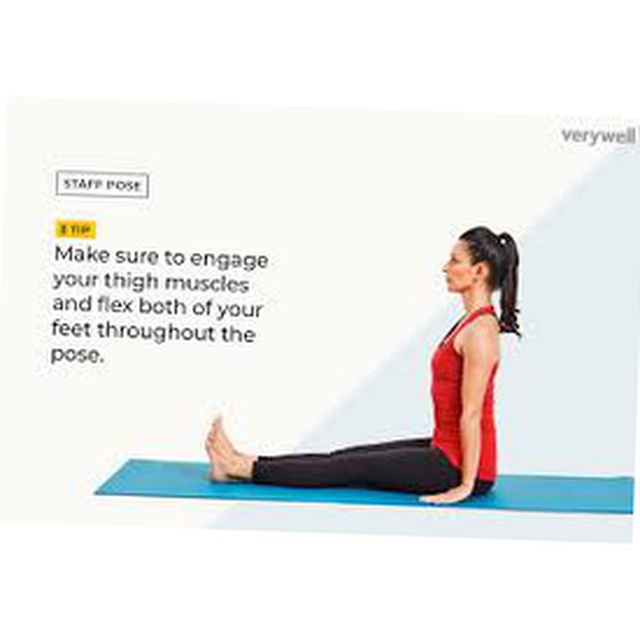 verywell
STAFF POSE
TIP
Make sure to engage
your thigh muscles
and flex both of your
feet throughout the
pose.